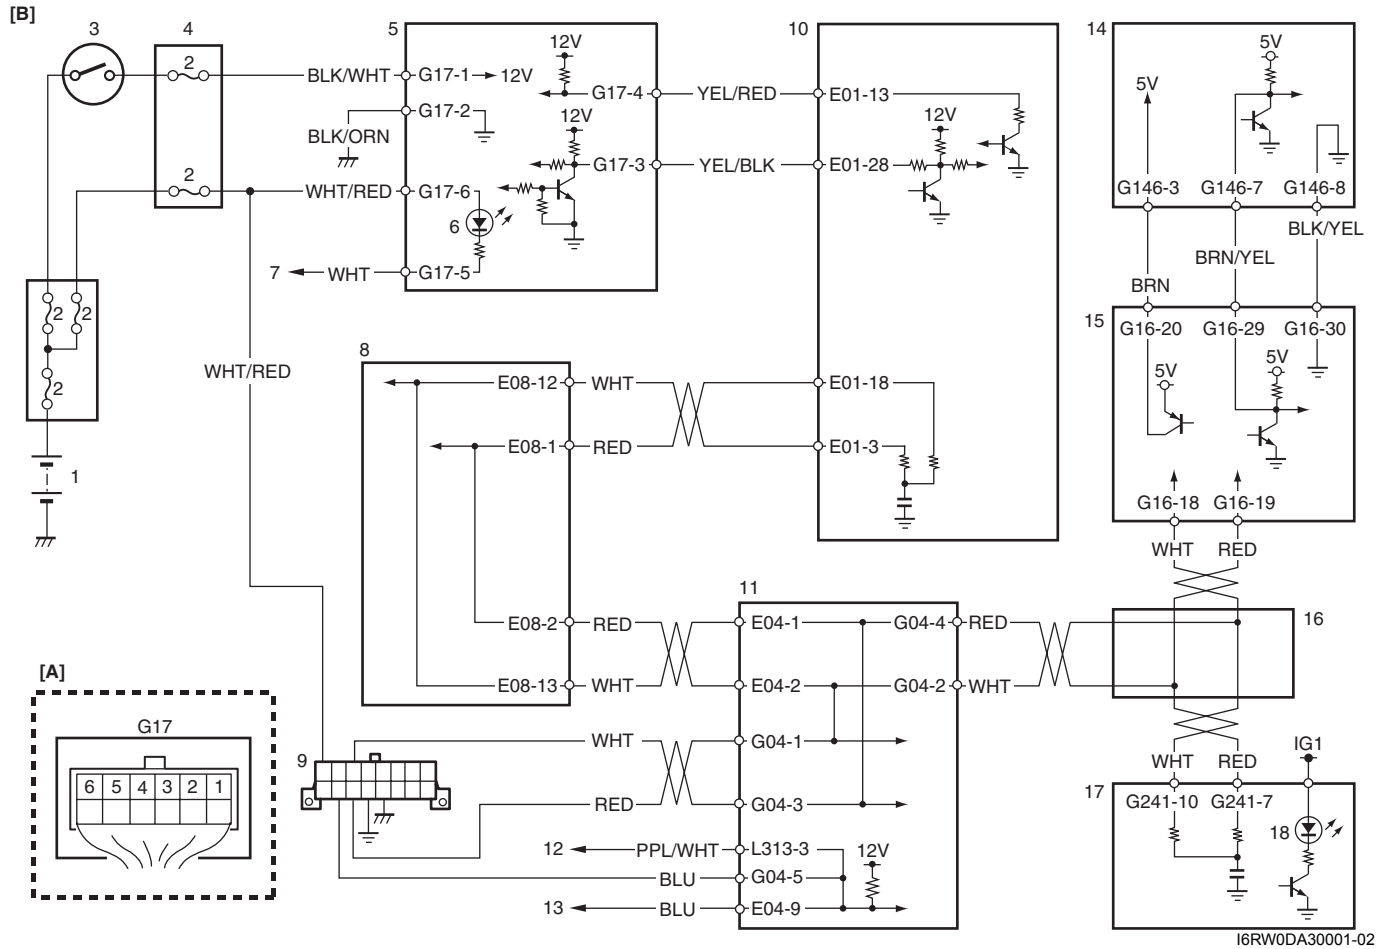 [B]
3
4
5
10
14
12V
5V
2
BLK/WHT
G17-1
12V
5V
G17-4
YEL/RED
E01-13
G17-2
12V
12V
BLK/ORN
G17-3
YEL/BLK
E01-28
2
WHT/RED
G17-6
G146-3
G146-7
G146-8
6
BLK/YEL
BRN/YEL
7
WHT
G17-5
BRN
2
2
15
G16-20
G16-29
G16-30
8
5V
5V
WHT/RED
2
E08-12
WHT
E01-18
E08-1
RED
E01-3
1
G16-18
G16-19
WHT
RED
11
E08-2
RED
E04-1
G04-4
RED
16
[A]
E08-13
WHT
E04-2
G04-2
WHT
G17
WHT
G04-1
IG1
9
WHT
RED
6
5
4
3
2
1
RED
G04-3
17
G241-10
G241-7
18
12
PPL/WHT
L313-3
12V
BLU
G04-5
13
BLU
E04-9
I6RW0DA30001-02